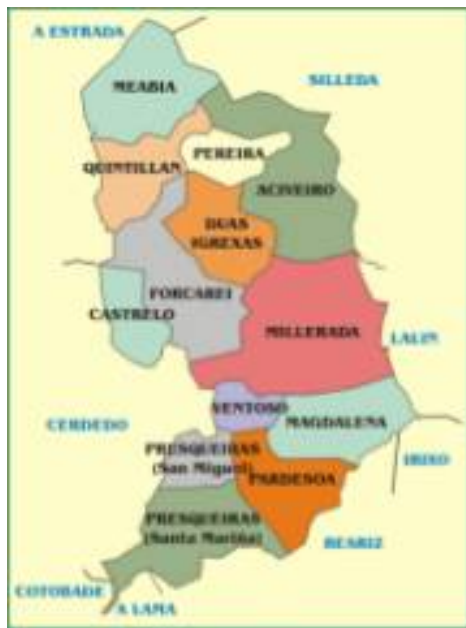 A ESTRADA
MEABIA
SILLEDA
PEREIRA
QUINTILLAN
ACIVEIRO
DUAS
IGREXAS
FORCAREI
CASTRELO
MILLERADA
LALIN
VENTOSO
MAGDALENA
CERDEDO
PRESQUEIRAS
(San Miguel)
PARDESOA
IRIXO
PRESQUEIRAS
(Santa Mariña)
BEARIZ
COTOBADE
A LAMA